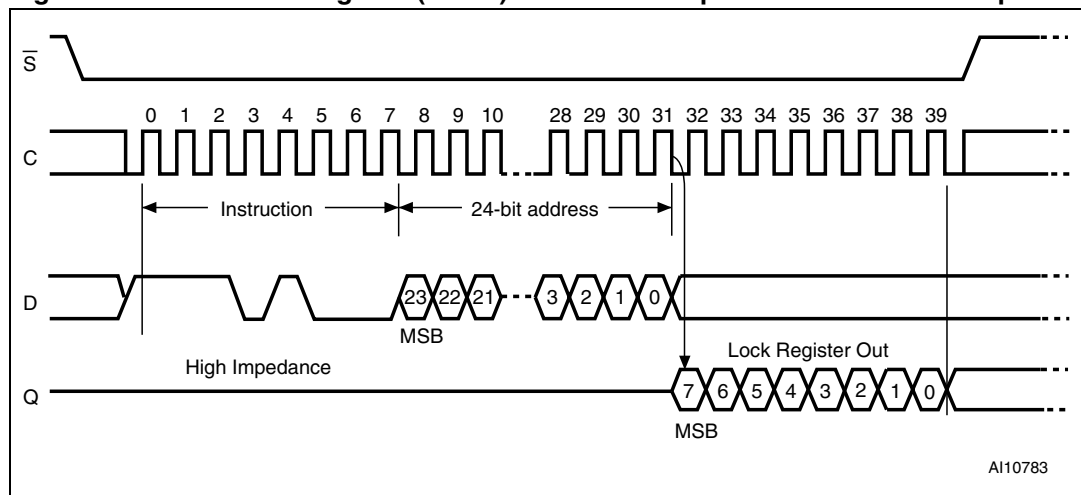 S
0 1 2 3 4 5 6 7 8 9 10 28 29 30 31 32 33 34 35 36 37 38 39
C
Instruction 24-bit address
D
23 22 21 3 2 1 0
MSB
High Impedance Lock Register Out
Q
7 6 5 4 3 2 1 0
MSB
AI10783